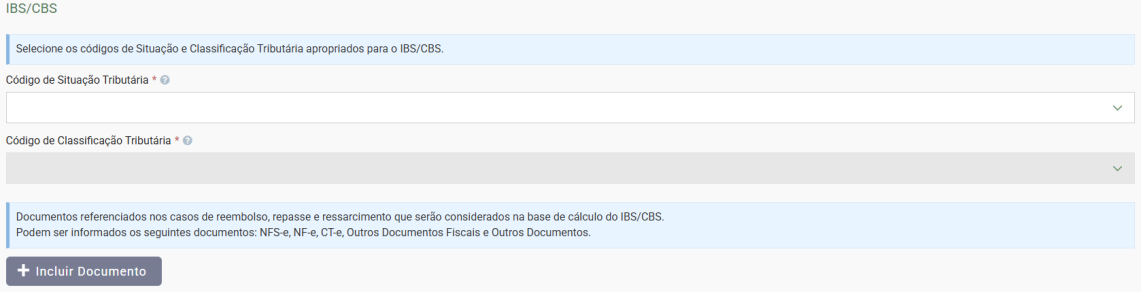 IBS/CBS
Selecione os códigos de Situação e Classificação Tributária apropriados para o IBS/CBS.
Código de Situação Tributária *
Código de Classificação Tributária *
Documentos referenciados nos casos de reembolso, repasse e ressarcimento que serão considerados na base de cálculo do IBS/CBS.
Podem ser informados os seguintes documentos: NFS-e, NF-e, CT-e, Outros Documentos Fiscais e Outros Documentos.
+ Incluir Documento